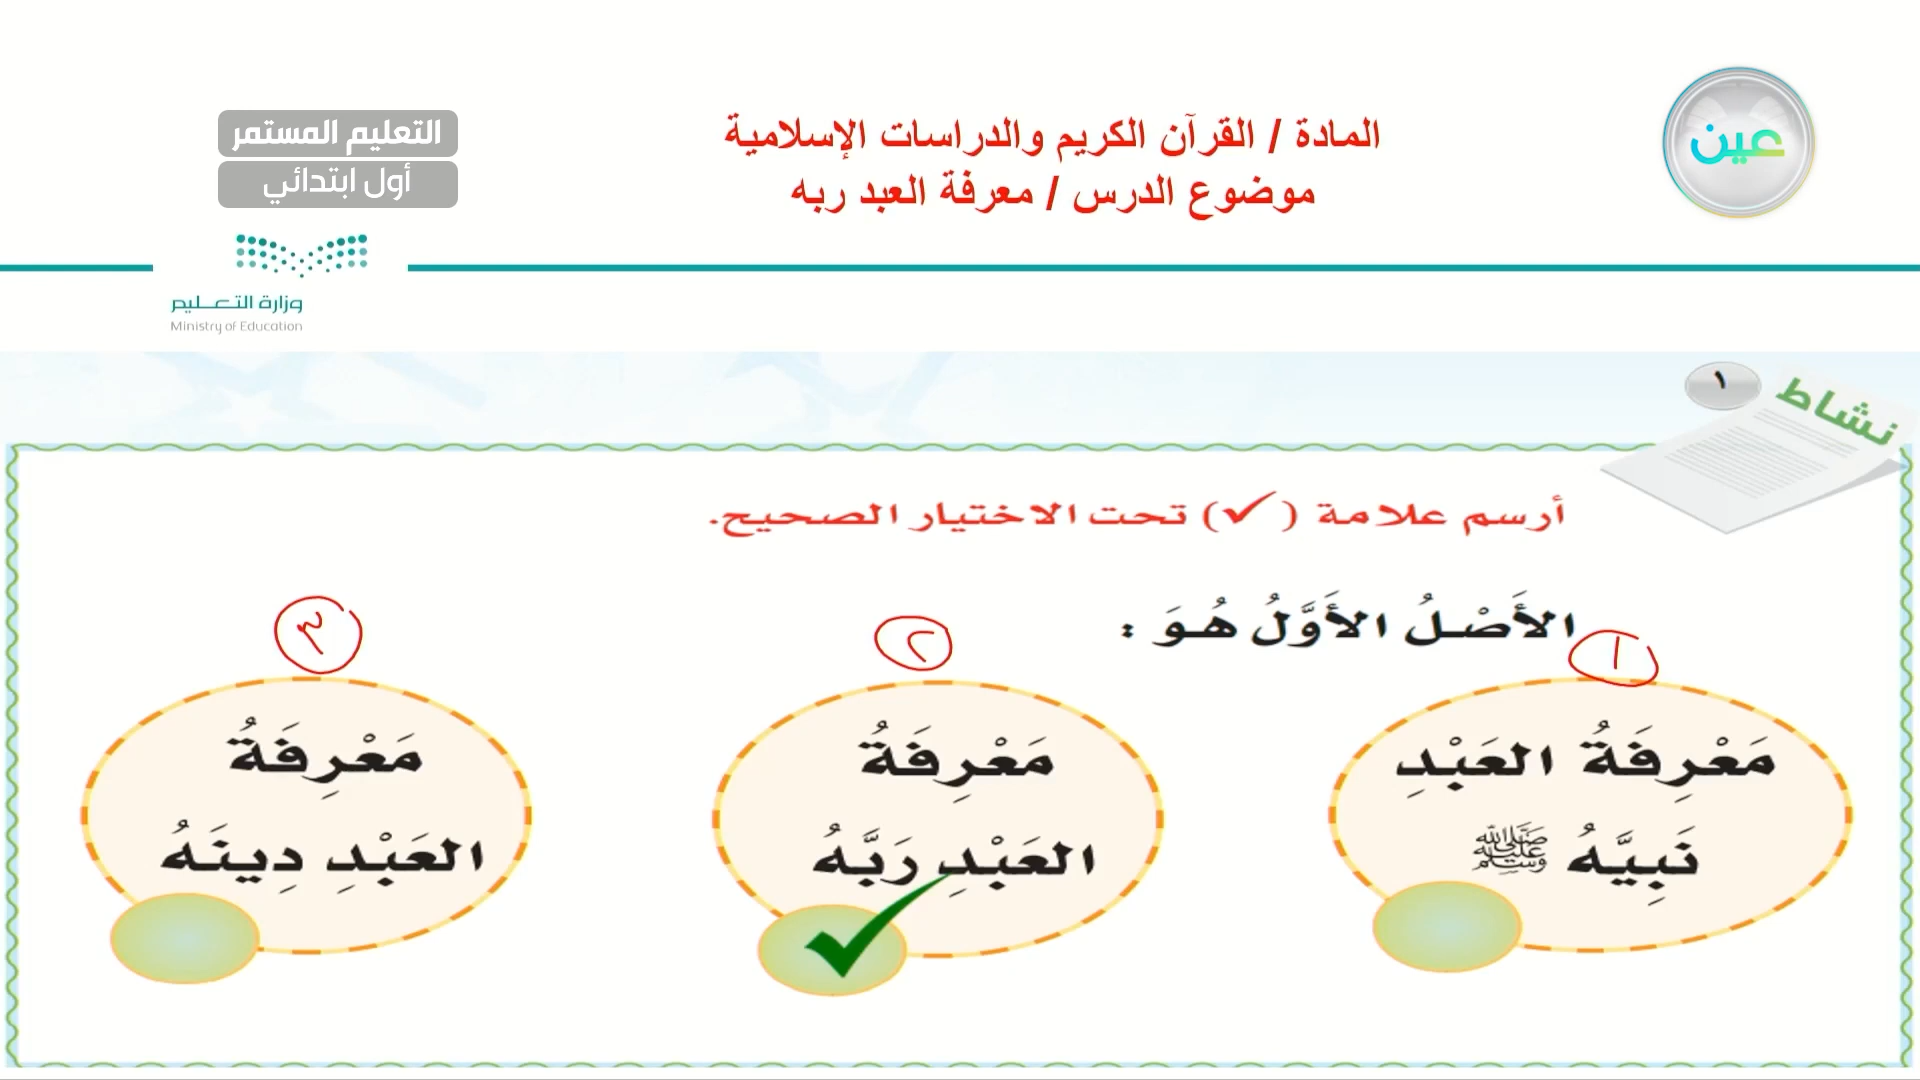 المادة / القرآن الكريم والدراسات الإسلامية
موضوع الدرس / معرفة العبد ربه
عين
التعليم المستمر
أول ابتدائي
وزارة التعـــليم
Ministry of Education
نشاط
١
أرسم علامة (✓) تحت الاختيار الصحيح.
الأَصْلُ الأَوَّلُ هُوَ :
١
مَعْرِفَةُ العَبْدِ
نَبِيَّهُ ﷺ
٢
مَعْرِفَةُ
العَبْدِ رَبَّهُ
✓
٣
مَعْرِفَةُ
العَبْدِ دِينَهُ